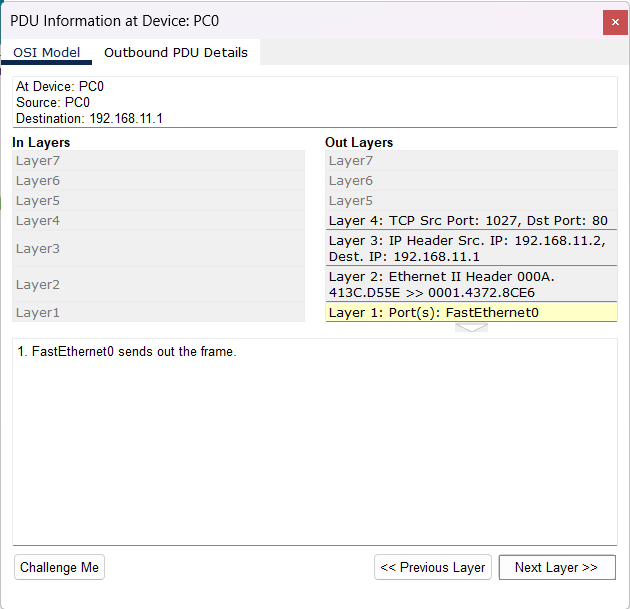 PDU Information at Device: PC0
OSI Model
Outbound PDU Details
At Device: PC0
Source: PC0
Destination: 192.168.11.1
In Layers
Layer7
Layer6
Layer5
Layer4
Layer3
Layer2
Layer1
Out Layers
Layer7
Layer6
Layer5
Layer 4: TCP Src Port: 1027, Dst Port: 80
Layer 3: IP Header Src. IP: 192.168.11.2,
Dest. IP: 192.168.11.1
Layer 2: Ethernet II Header 000A.
413C.D55E >> 0001.4372.8CE6
Layer 1: Port(s): FastEthernet0
1. FastEthernet0 sends out the frame.
Challenge Me
<< Previous Layer
Next Layer >>